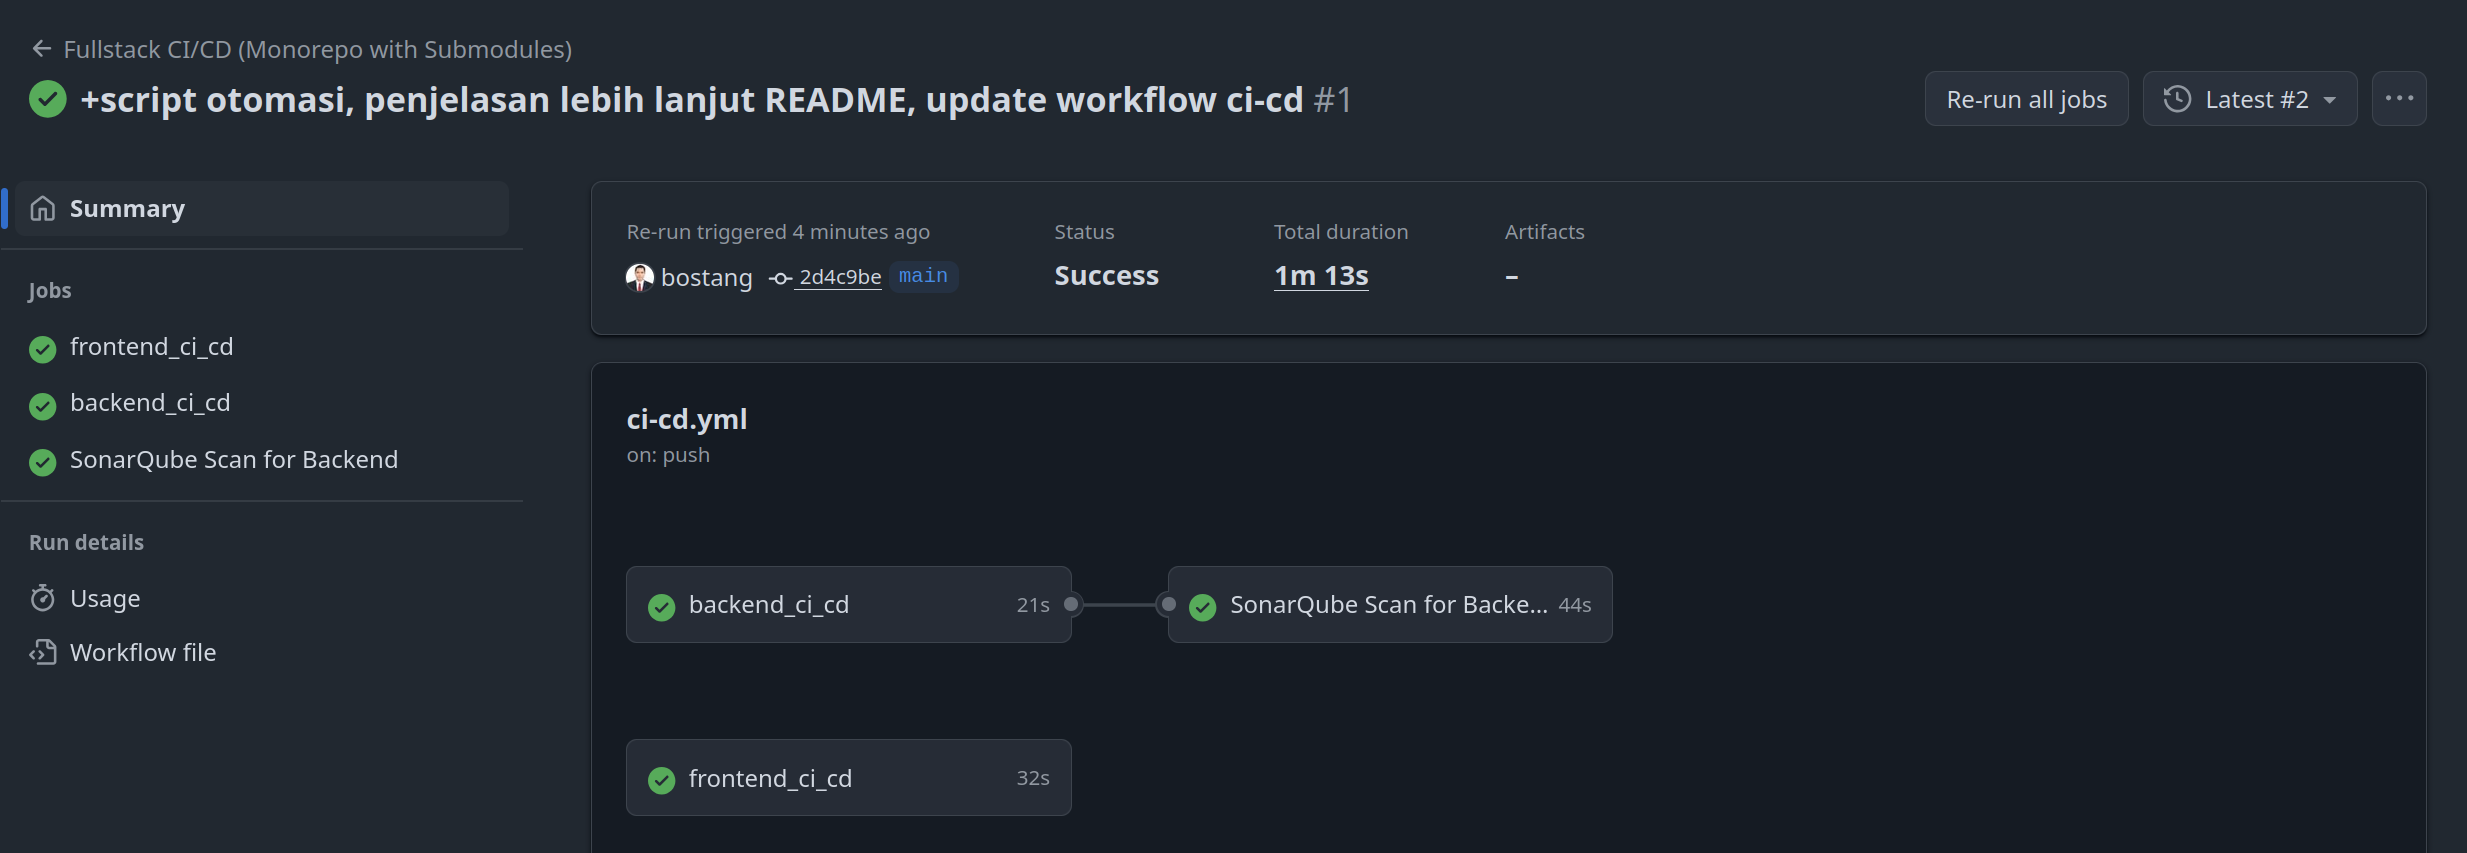 Fullstack CI/CD (Monorepo with Submodules)
+script otomasi, penjelasan lebih lanjut README, update workflow ci-cd #1
Re-run all jobs
Latest #2
Summary
Jobs
frontend_ci_cd
backend_ci_cd
SonarQube Scan for Backend
Run details
Usage
Workflow file
Re-run triggered 4 minutes ago
bostang 2d4c9be main
Status
Success
Total duration
1m 13s
Artifacts
–
ci-cd.yml
on: push
backend_ci_cd 21s
SonarQube Scan for Backe... 44s
frontend_ci_cd 32s